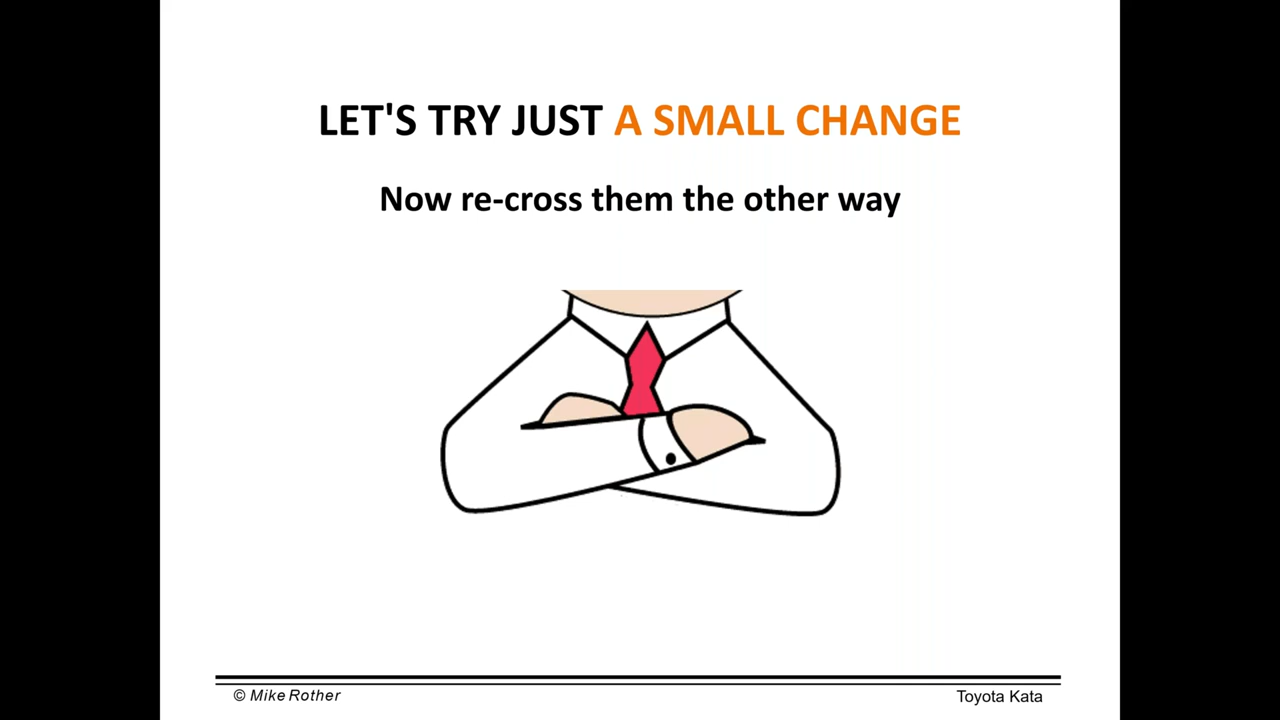 LET'S TRY JUST A SMALL CHANGE
Now re-cross them the other way
© Mike Rother
Toyota Kata